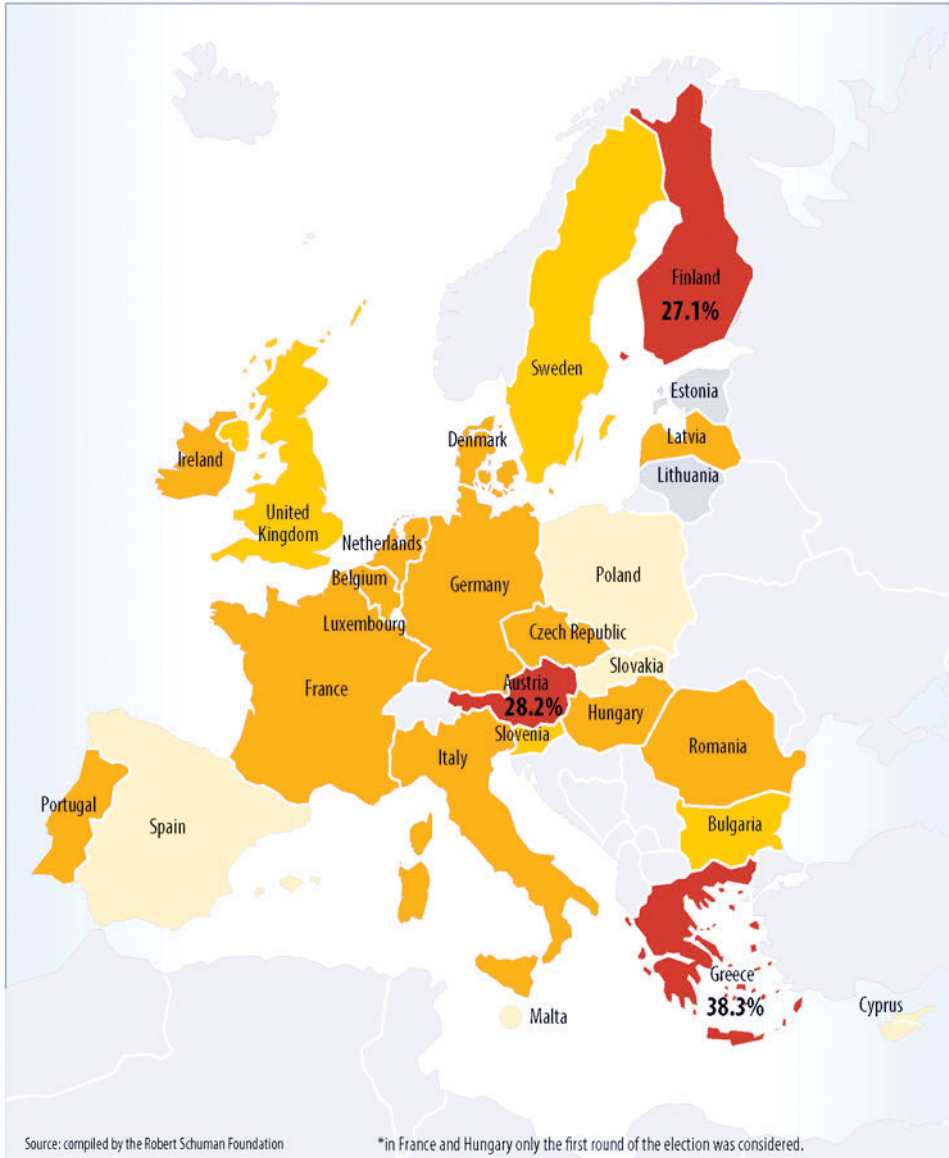 Finland
27.1%
Sweden
Estonia
Latvia
Lithuania
Denmark
Ireland
United
Kingdom
Netherlands
Belgium
Luxembourg
Germany
Poland
Czech Republic
Slovakia
Austria
28.2%
France
Hungary
Slovenia
Italy
Romania
Portugal
Spain
Bulgaria
Greece
38.3%
Malta
Cyprus
Source: compiled by the Robert Schuman Foundation
*in France and Hungary only the first round of the election was considered.